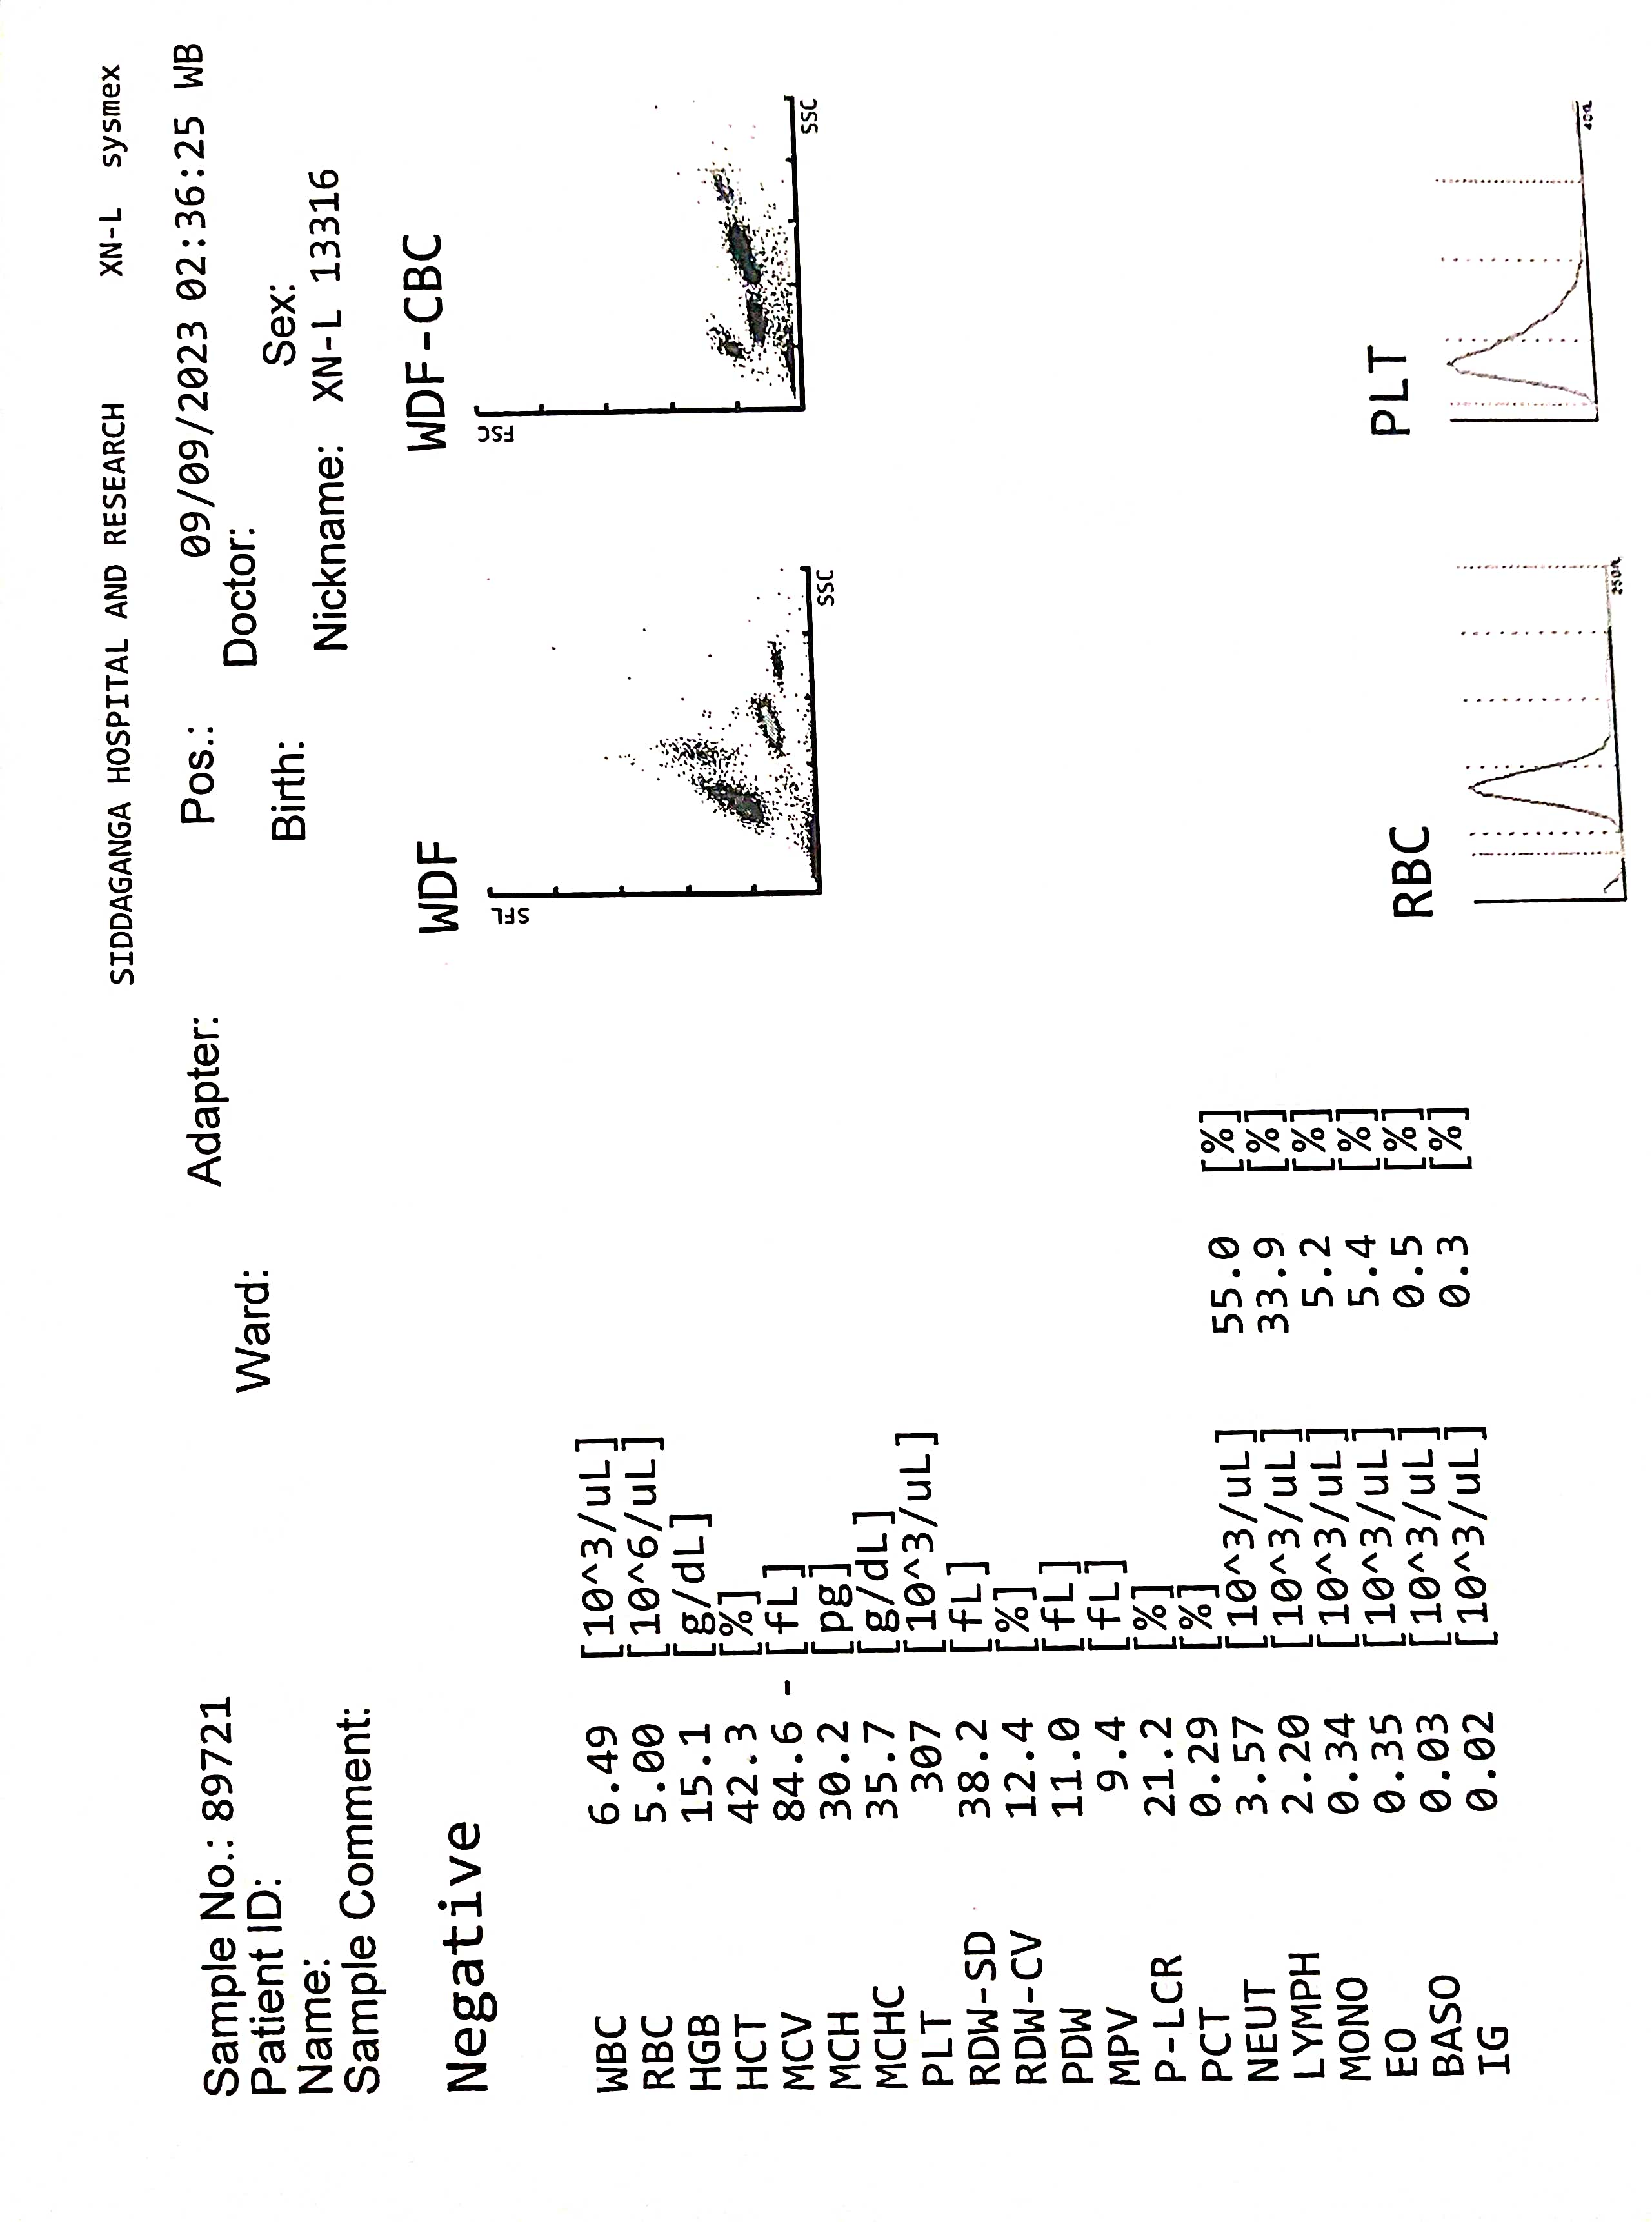 SIDDAGANGA HOSPITAL AND RESEARCH XN-L sysmex
Sample No.: 89721 Adapter: Pos.: 09/09/2023 02:36:25 WB
Patient ID: Ward: Doctor:
Name: Birth: Sex:
Sample Comment: Nickname: XN-L 13316
Negative
WDF
SFL
SSC
WDF-CBC
FSC
SSC
WBC 6.49 [10^3/uL]
RBC 5.00 [10^6/uL]
HGB 15.1 [g/dL]
HCT 42.3 [%]
MCV 84.6 - [fL]
MCH 30.2 [pg]
MCHC 35.7 [g/dL]
PLT 307 [10^3/uL]
RDW-SD 38.2 [fL]
RDW-CV 12.4 [%]
PDW 11.0 [fL]
MPV 9.4 [fL]
P-LCR 21.2 [%]
PCT 0.29 [%]
NEUT 3.57 [10^3/uL] 55.0 [%]
LYMPH 2.20 [10^3/uL] 33.9 [%]
MONO 0.34 [10^3/uL] 5.2 [%]
EO 0.35 [10^3/uL] 5.4 [%]
BASO 0.03 [10^3/uL] 0.5 [%]
IG 0.02 [10^3/uL] 0.3 [%]
RBC
250fL
PLT
40fL